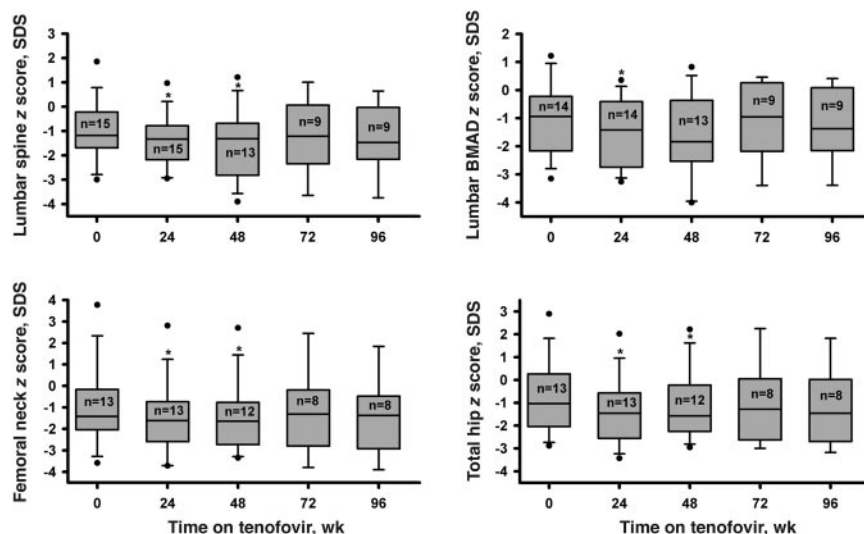 Lumbar spine z score, SDS
3
2
1
0
-1
-2
-3
-4
*
*
n=15
n=15
n=13
n=9
n=9
0 24 48 72 96
Lumbar BMAD z score, SDS
2
1
0
-1
-2
-3
-4
*
n=14
n=14
n=13
n=9
n=9
0 24 48 72 96
Femoral neck z score, SDS
4
3
2
1
0
-1
-2
-3
-4
*
*
n=13
n=13
n=12
n=8
n=8
0 24 48 72 96
Time on tenofovir, wk
Total hip z score, SDS
3
2
1
0
-1
-2
-3
-4
*
*
n=13
n=13
n=12
n=8
n=8
0 24 48 72 96
Time on tenofovir, wk